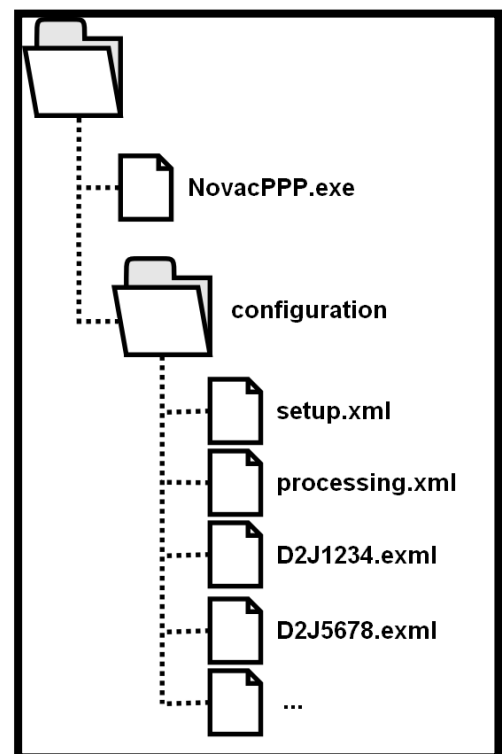 NovacPPP.exe
configuration
setup.xml
processing.xml
D2J1234.exml
D2J5678.exml
...